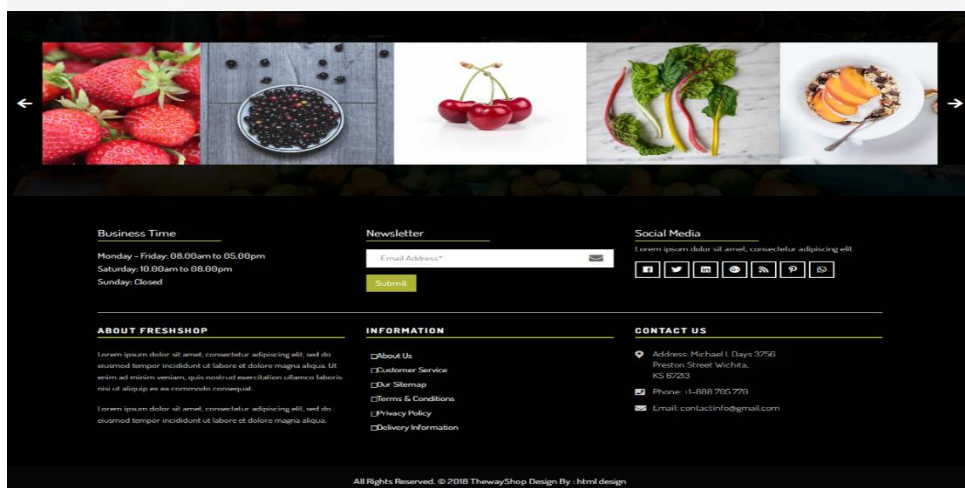 Business Time
Monday - Friday: 08.00am to 05.00pm
Saturday: 10.00am to 08.00pm
Sunday: Closed
Newsletter
Email Address*
Submit
Social Media
Lorem ipsum dolor sit amet, consectetur adipiscing elit.
ABOUT FRESHSHOP
Lorem ipsum dolor sit amet, consectetur adipiscing elit, sed do
eiusmod tempor incididunt ut labore et dolore magna aliqua. Ut
enim ad minim veniam, quis nostrud exercitation ullamco laboris
nisi ut aliquip ex ea commodo consequat.
Lorem ipsum dolor sit amet, consectetur adipiscing elit, sed do
eiusmod tempor incididunt ut labore et dolore magna aliqua.
INFORMATION
About Us
Customer Service
Our Sitemap
Terms & Conditions
Privacy Policy
Delivery Information
CONTACT US
Address: Michael I. Days 3756
Preston Street Wichita,
KS 67213
Phone: +1-888 705 770
Email: contactinfo@gmail.com
All Rights Reserved. © 2018 ThewayShop Design By : html design